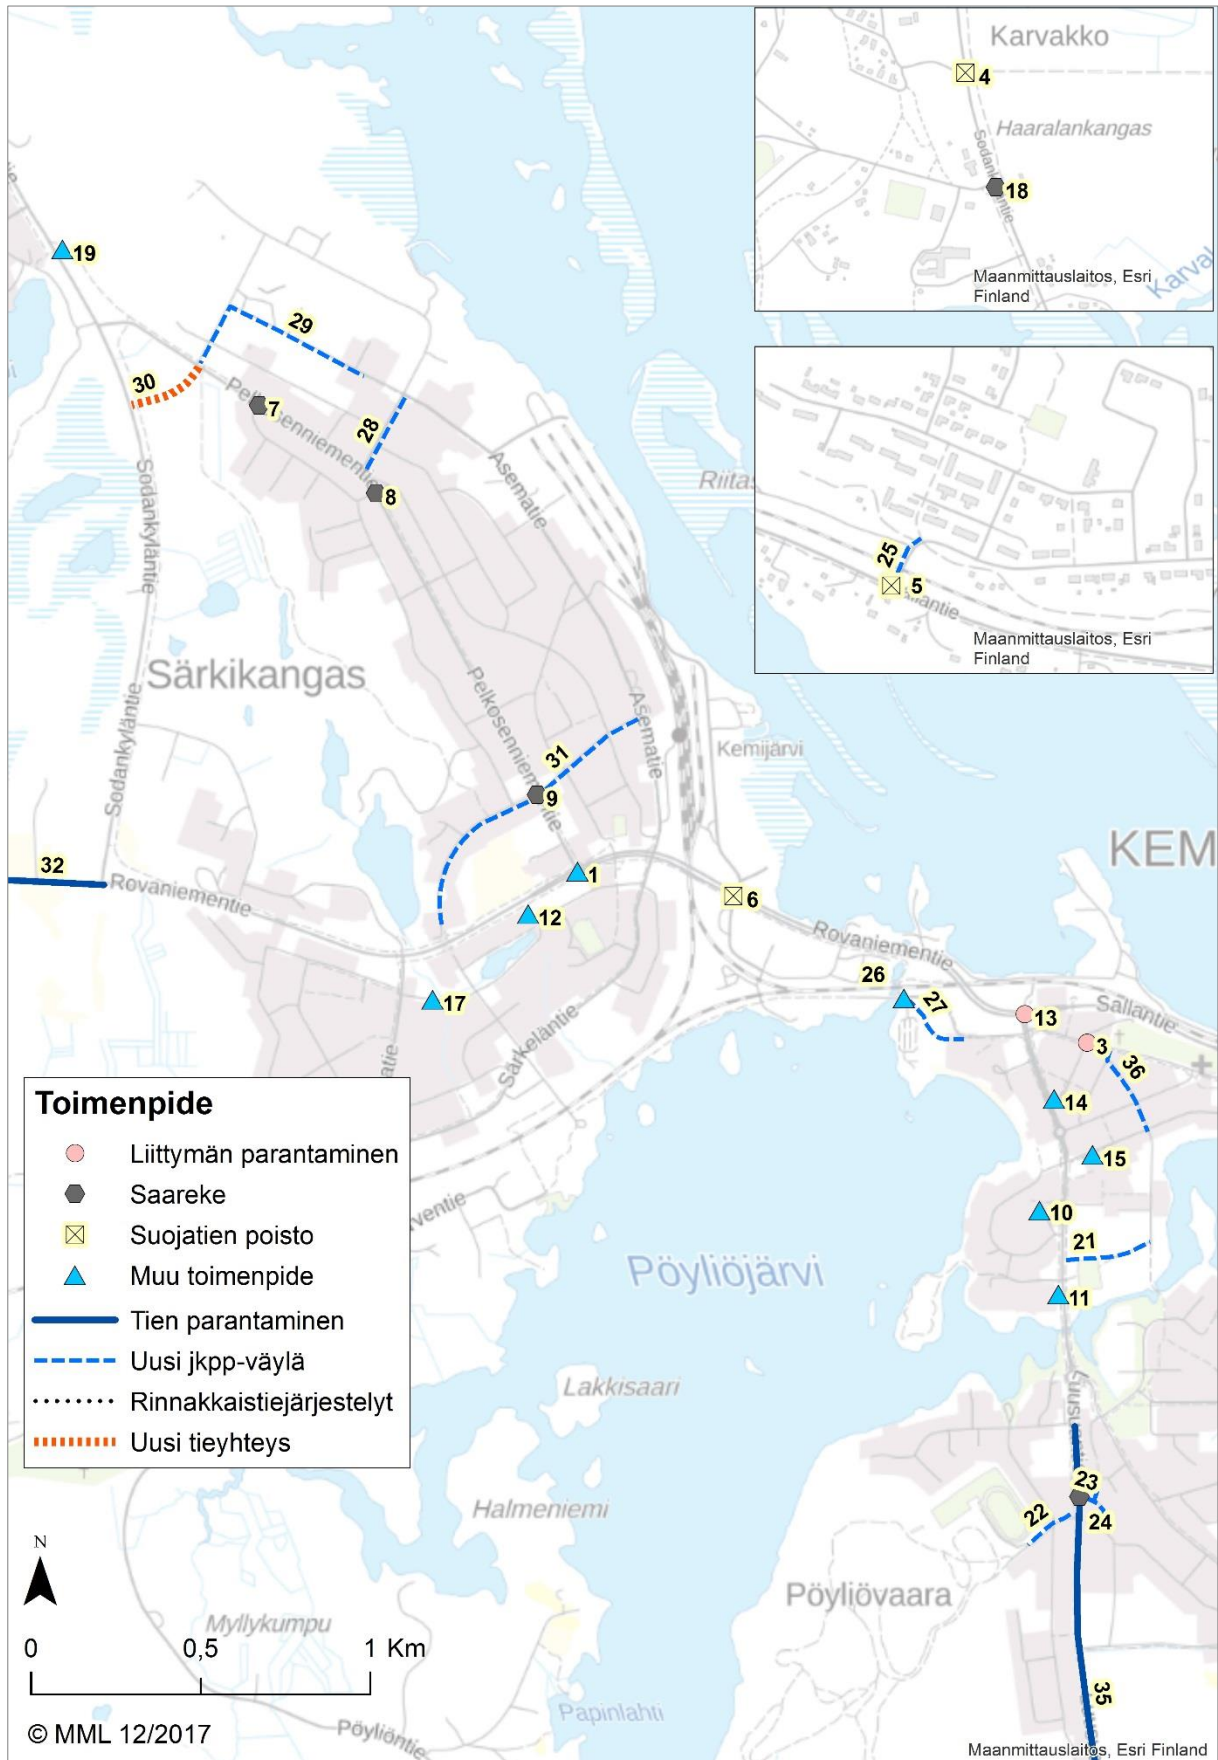 Karvakko
4
Haaralankangas
Sodankyläntie
18
Maanmittauslaitos, Esri
Finland
19
29
30
7
28
8
Pelkosenniementie
Asematie
Sodankyläntie
25
5
Maanmittauslaitos, Esri
Finland
Särkikangas
Sodankyläntie
Pelkosenniementie
Asematie
31
9
Kemijärvi
KEM
32
Rovaniementie
1
12
6
Rovaniementie
26
27
17
Särkeläntie
13
Sallantie
3
36
14
15
10
21
11
Toimenpide
Liittymän parantaminen
Saareke
Suojatien poisto
Muu toimenpide
Tien parantaminen
Uusi jkpp-väylä
Rinnakkaistiejärjestelyt
Uusi tieyhteys
Pöyliöjärvi
Lakkisaari
Halmeniemi
23
22
24
Pöyliövaara
35
N
Myllykumpu
0 0,5 1 Km
Papinlahti
Pöyliöntie
© MML 12/2017
Maanmittauslaitos, Esri Finland